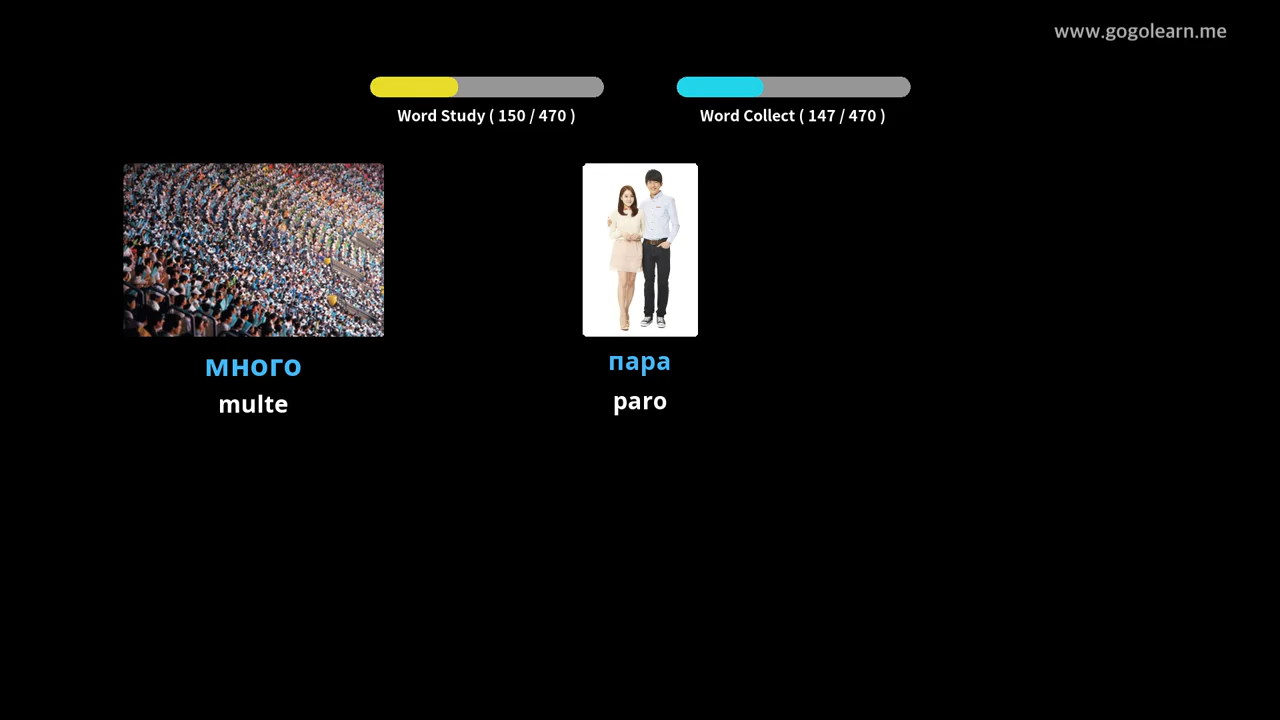 www.gogolearn.me
Word Study ( 150 / 470 )
Word Collect ( 147 / 470 )
много
multe
пара
paro